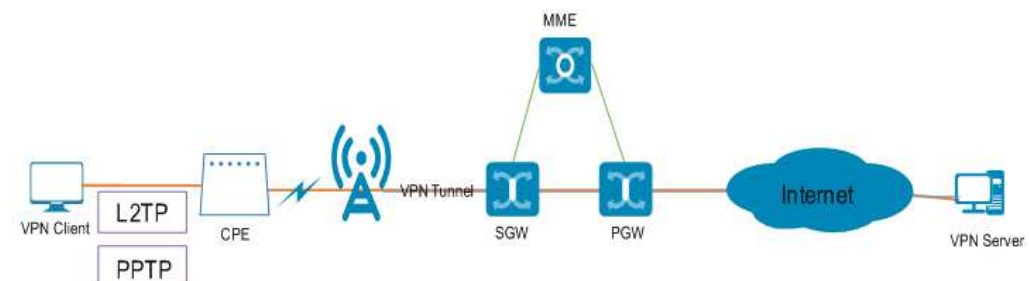 MME
VPN Tunnel
Internet
VPN Client
L2TP
CPE
SGW
PGW
VPN Server
PPTP